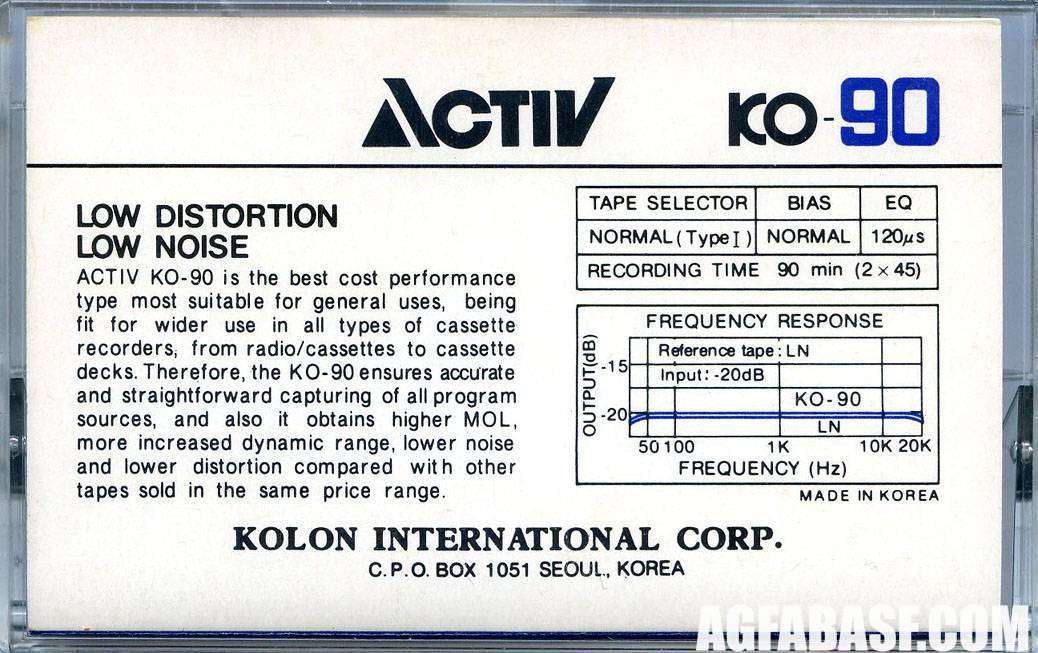 ACTIV KO-90
LOW DISTORTION
LOW NOISE
ACTIV KO-90 is the best cost performance
type most suitable for general uses, being
fit for wider use in all types of cassette
recorders, from radio/cassettes to cassette
decks. Therefore, the KO-90 ensures accurate
and straightforward capturing of all program
sources, and also it obtains higher MOL,
more increased dynamic range, lower noise
and lower distortion compared with other
tapes sold in the same price range.
TAPE SELECTOR BIAS EQ
NORMAL (Type I) NORMAL 120μs
RECORDING TIME 90 min (2 × 45)
FREQUENCY RESPONSE
OUTPUT(dB)
Reference tape : LN
-15
Input: -20dB
KO-90
-20
LN
50 100 1K 10K 20K
FREQUENCY (Hz)
MADE IN KOREA
KOLON INTERNATIONAL CORP.
C.P.O. BOX 1051 SEOUL, KOREA
AGFABASF.COM